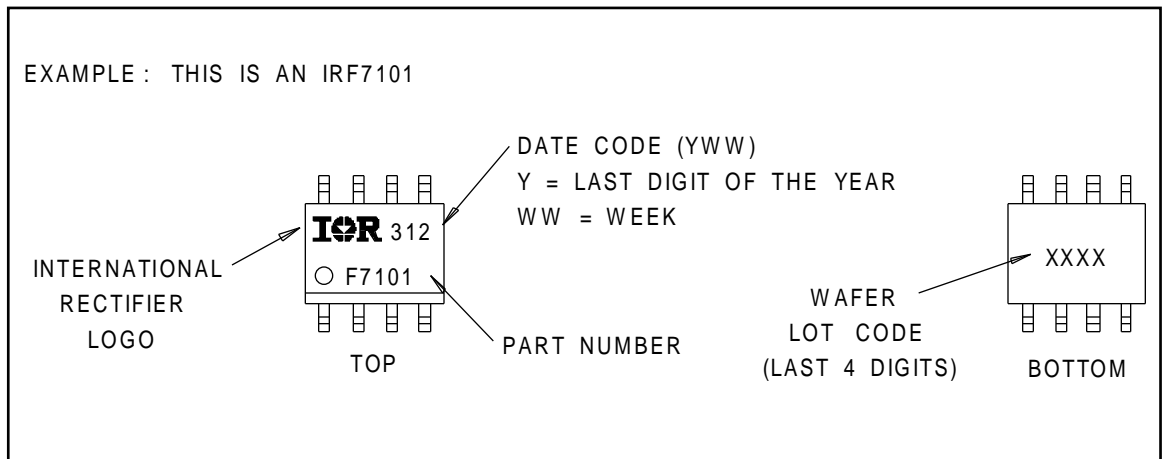 EXAMPLE : THIS IS AN IRF7101
DATE CODE (YWW)
Y = LAST DIGIT OF THE YEAR
WW = WEEK
IOR 312
F7101
INTERNATIONAL
RECTIFIER
LOGO
TOP
PART NUMBER
XXXX
WAFER
LOT CODE
(LAST 4 DIGITS)
BOTTOM